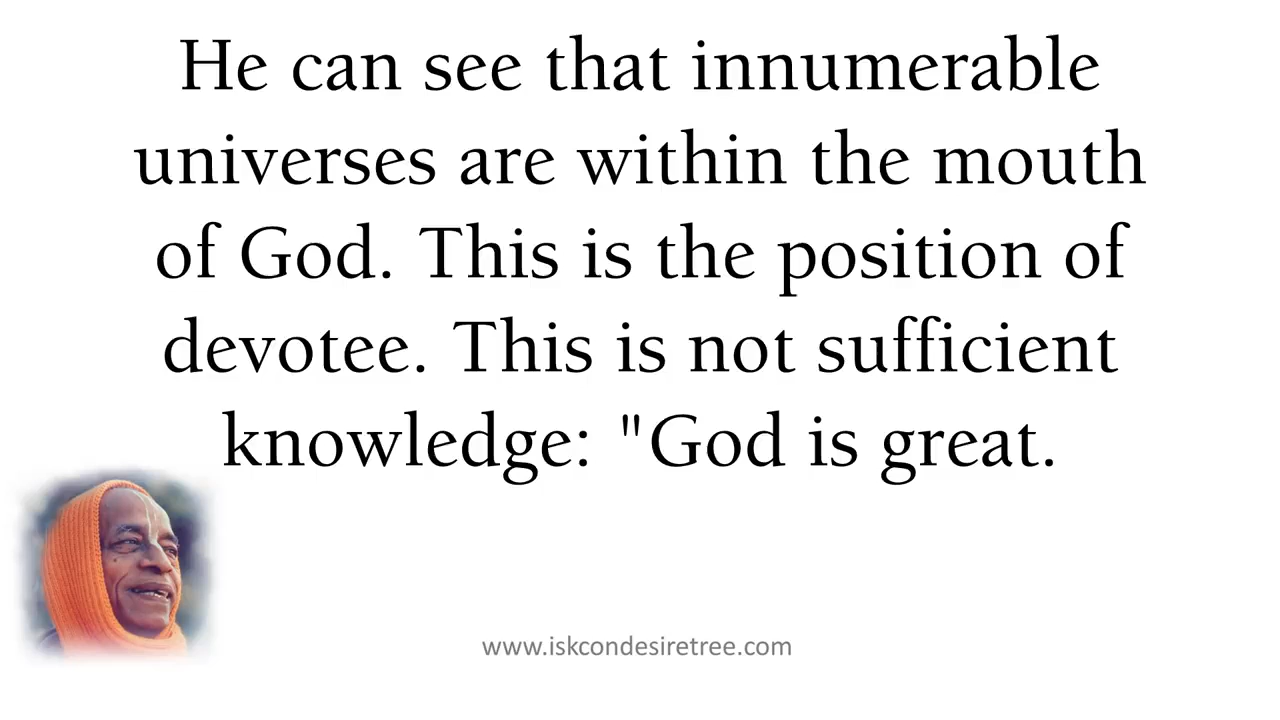 He can see that innumerable
universes are within the mouth
of God. This is the position of
devotee. This is not sufficient
knowledge: "God is great.
www.iskcondesiretree.com